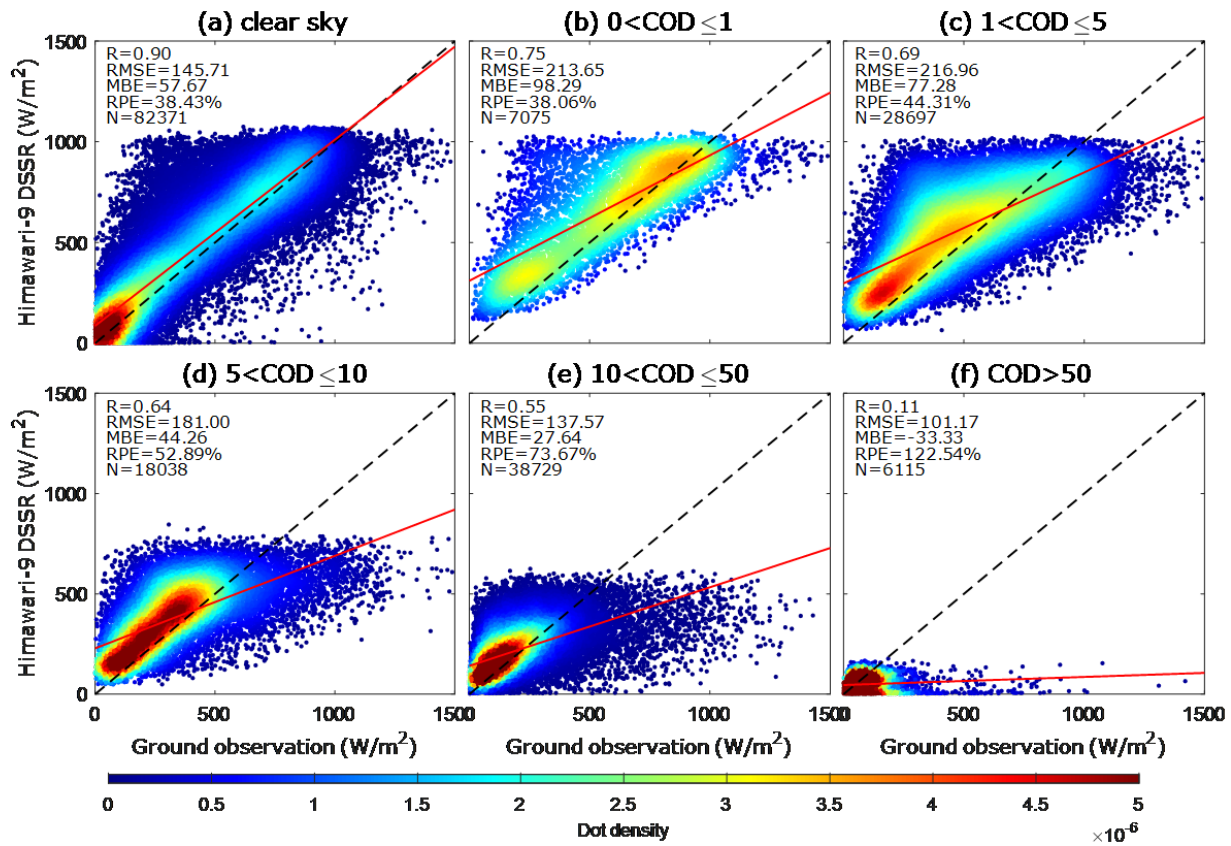 (a) clear sky
(b) 0<COD ≤1
(c) 1<COD ≤5
Himawari-9 DSSR (W/m²)
1500
1000
500
0
R=0.90
RMSE=145.71
MBE=57.67
RPE=38.43%
N=82371
R=0.75
RMSE=213.65
MBE=98.29
RPE=38.06%
N=7075
R=0.69
RMSE=216.96
MBE=77.28
RPE=44.31%
N=28697
(d) 5<COD ≤10
(e) 10<COD ≤50
(f) COD>50
Himawari-9 DSSR (W/m²)
1500
1000
500
0
R=0.64
RMSE=181.00
MBE=44.26
RPE=52.89%
N=18038
R=0.55
RMSE=137.57
MBE=27.64
RPE=73.67%
N=38729
R=0.11
RMSE=101.17
MBE=-33.33
RPE=122.54%
N=6115
0 500 1000 1500 500 1000 1500 500 1000 1500
Ground observation (W/m²)
Ground observation (W/m²)
Ground observation (W/m²)
0 0.5 1 1.5 2 2.5 3 3.5 4 4.5 5
Dot density
×10⁻⁶